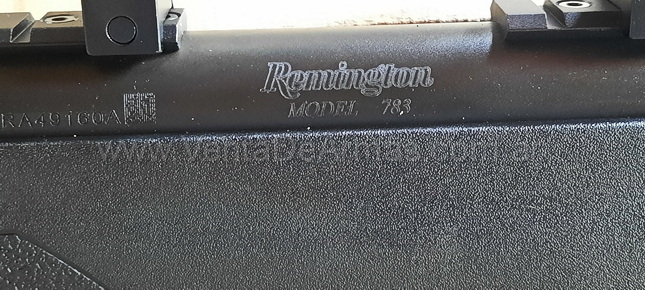 Remington
MODEL 783
RA49160A
www.VentaDeArmas.com.ar